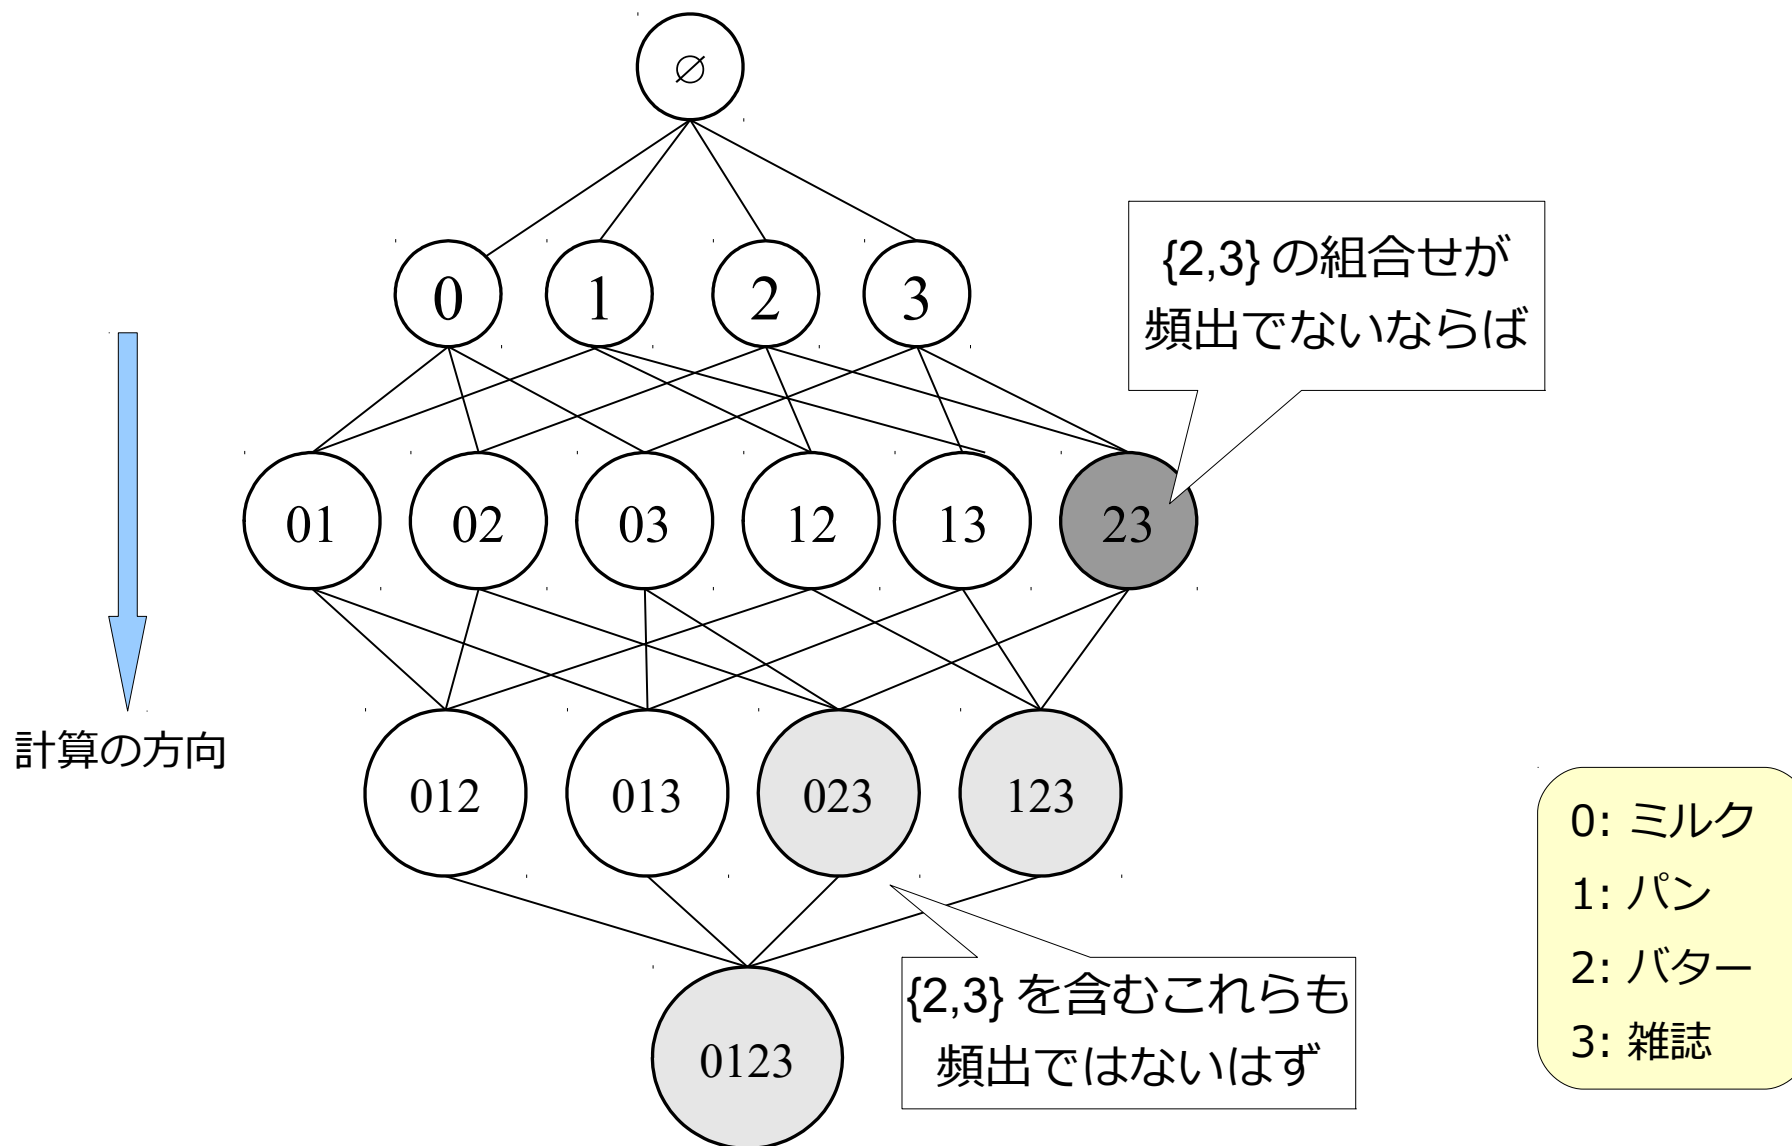 ∅
0 1 2 3
{2,3} の組合せが
頻出でないならば
01 02 03 12 13 23
計算の方向
012 013 023 123
{2,3} を含むこれらも
頻出ではないはず
0123
0: ミルク
1: パン
2: バター
3: 雑誌